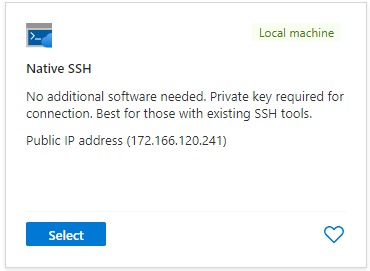 Local machine
Native SSH
No additional software needed. Private key required for
connection. Best for those with existing SSH tools.
Public IP address (172.166.120.241)
Select